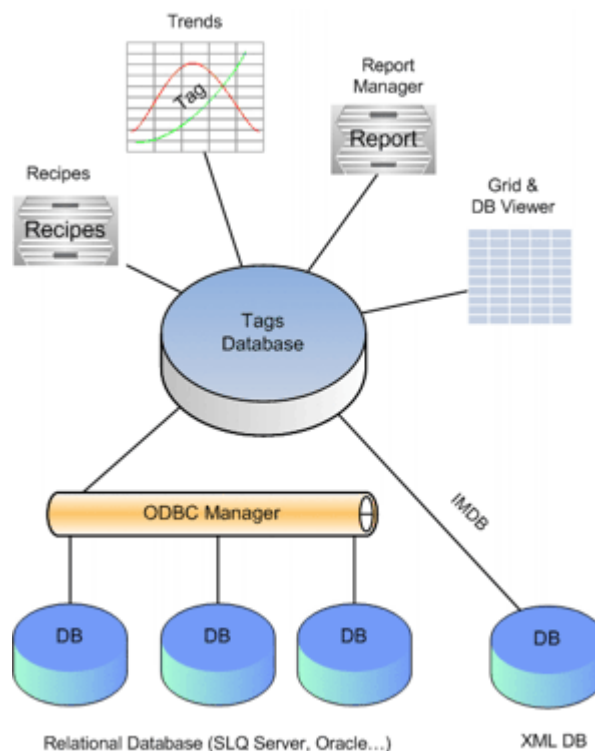 Trends
Tag
Report
Manager
Report
Recipes
Recipes
Grid &
DB Viewer
Tags
Database
ODBC Manager
IMDB
DB
DB
DB
DB
Relational Database (SLQ Server, Oracle...)
XML DB